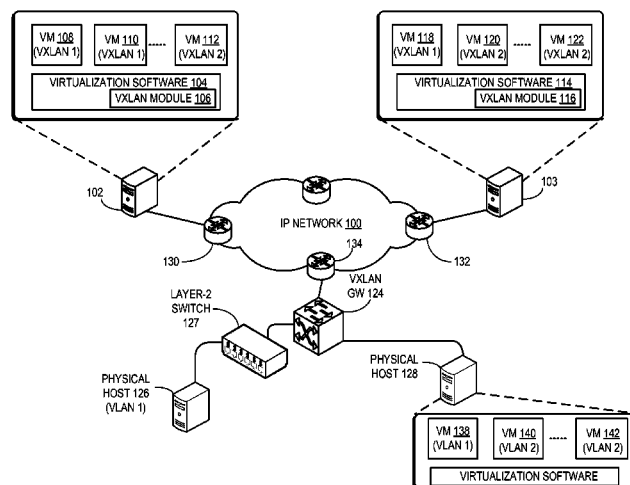 VM 108
(VXLAN 1)
VM 110
(VXLAN 1)
VM 112
(VXLAN 2)
VIRTUALIZATION SOFTWARE 104
VXLAN MODULE 106
VM 118
(VXLAN 1)
VM 120
(VXLAN 2)
VM 122
(VXLAN 2)
VIRTUALIZATION SOFTWARE 114
VXLAN MODULE 116
102
103
IP NETWORK 100
130
134
132
VXLAN
GW 124
LAYER-2
SWITCH
127
PHYSICAL
HOST 126
(VLAN 1)
PHYSICAL
HOST 128
VM 138
(VLAN 1)
VM 140
(VLAN 2)
VM 142
(VLAN 2)
VIRTUALIZATION SOFTWARE